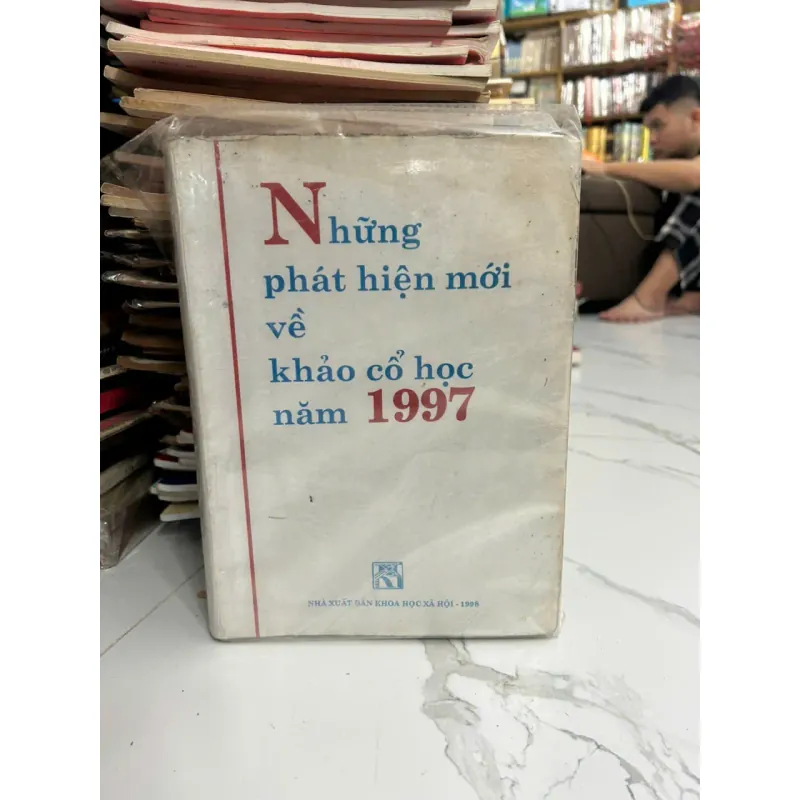 Những
phát hiện mới
về
khảo cổ học
năm 1997
NHÀ XUẤT BẢN KHOA HỌC XÃ HỘI - 1998